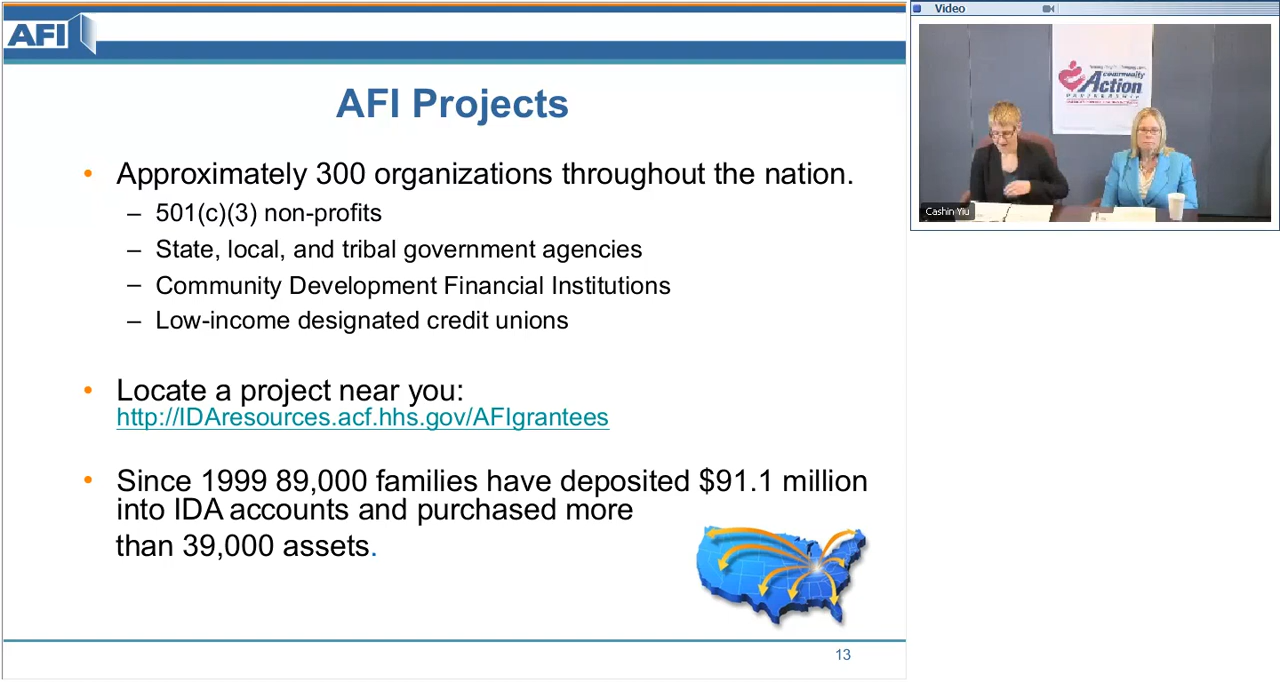 AFI
AFI Projects
• Approximately 300 organizations throughout the nation.
– 501(c)(3) non-profits
– State, local, and tribal government agencies
– Community Development Financial Institutions
– Low-income designated credit unions
• Locate a project near you:
http://IDAresources.acf.hhs.gov/AFIgrantees
• Since 1999 89,000 families have deposited $91.1 million
into IDA accounts and purchased more
than 39,000 assets.
13
Video
community
Action
PARTNERSHIP
Cashin Yiu